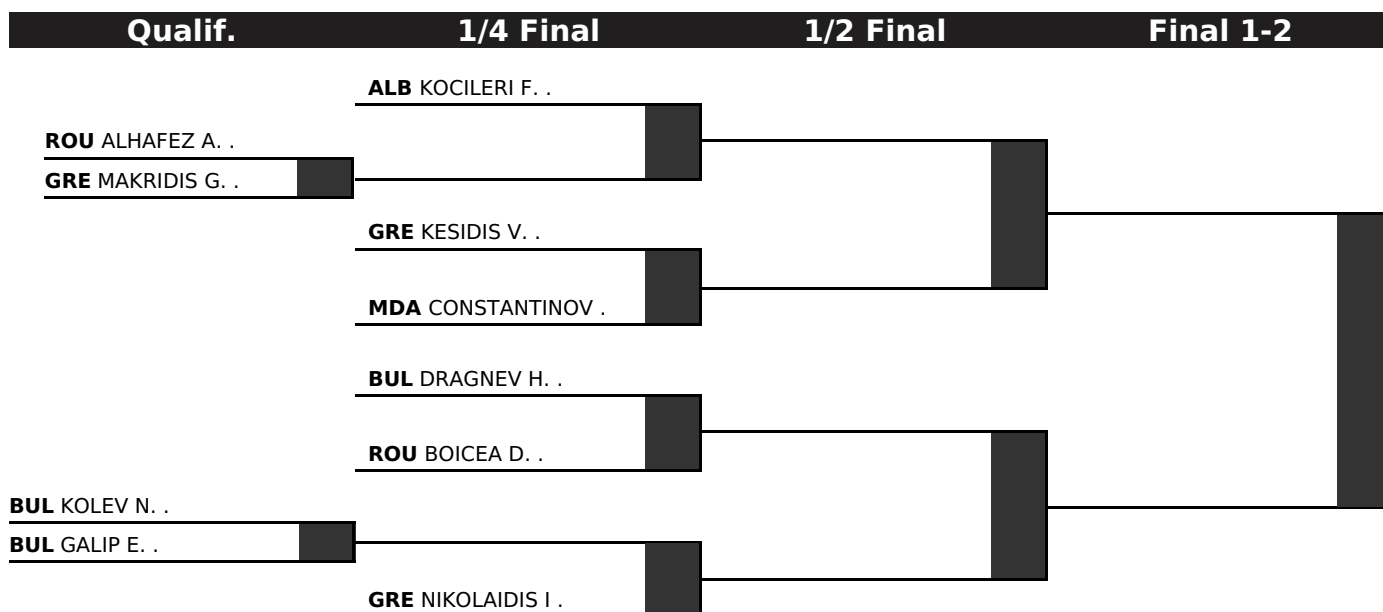 Qualif. 1/4 Final 1/2 Final Final 1-2
ALB KOCILERI F. .
ROU ALHAFEZ A. .
GRE MAKRIDIS G. .
GRE KESIDIS V. .
MDA CONSTANTINOV .
BUL DRAGNEV H. .
ROU BOICEA D. .
BUL KOLEV N. .
BUL GALIP E. .
GRE NIKOLAIDIS I .